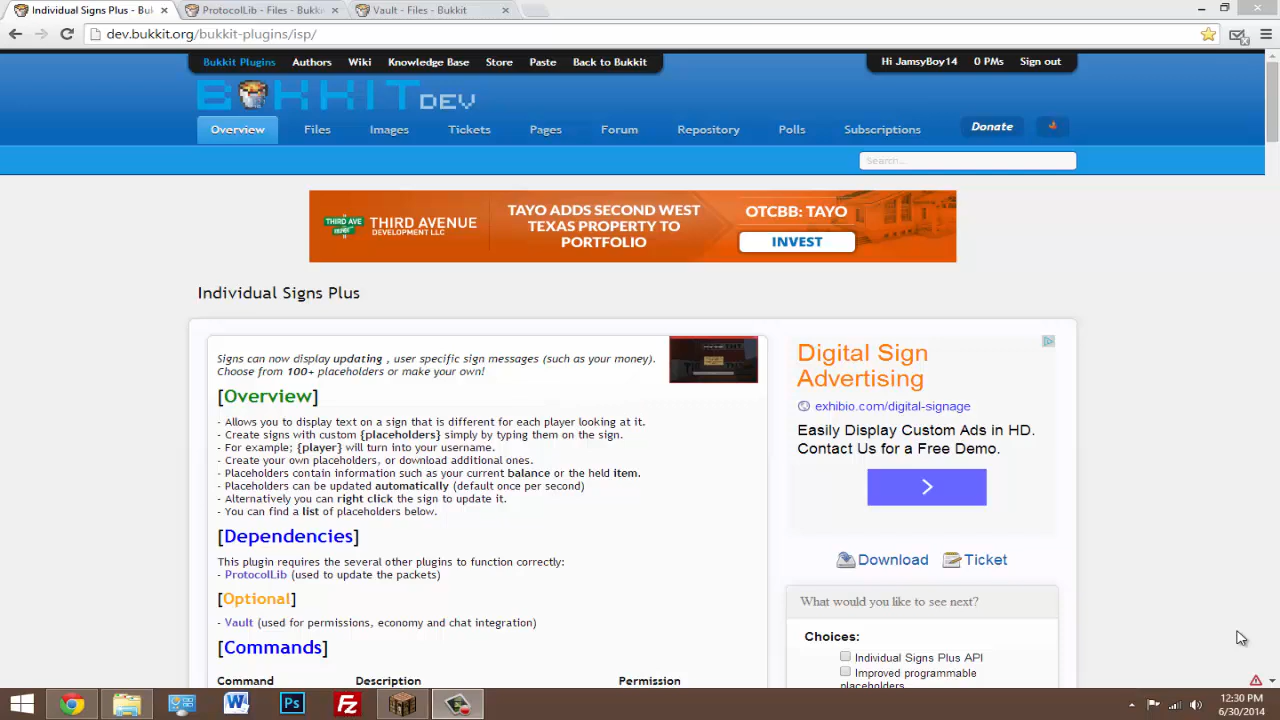 Individual Signs Plus - Buk
ProtocolLib - Files - Bukkit
Vault - Files - Bukkit
dev.bukkit.org/bukkit-plugins/isp/
Bukkit Plugins Authors Wiki Knowledge Base Store Paste Back to Bukkit
Hi JamsyBoy14 0 PMs Sign out
BUKKIT DEV
Overview Files Images Tickets Pages Forum Repository Polls Subscriptions Donate
Search...
THIRD AVE
THIRD AVENUE
DEVELOPMENT LLC
TAYO ADDS SECOND WEST
TEXAS PROPERTY TO
PORTFOLIO
OTCBB: TAYO
INVEST
Individual Signs Plus
Signs can now display updating , user specific sign messages (such as your money).
Choose from 100+ placeholders or make your own!
[Overview]
- Allows you to display text on a sign that is different for each player looking at it.
- Create signs with custom {placeholders} simply by typing them on the sign.
- For example; {player} will turn into your username.
- Create your own placeholders, or download additional ones.
- Placeholders contain information such as your current balance or the held item.
- Placeholders can be updated automatically (default once per second)
- Alternatively you can right click the sign to update it.
- You can find a list of placeholders below.
[Dependencies]
This plugin requires the several other plugins to function correctly:
- ProtocolLib (used to update the packets)
[Optional]
- Vault (used for permissions, economy and chat integration)
[Commands]
Command Description Permission
Digital Sign
Advertising
exhibio.com/digital-signage
Easily Display Custom Ads in HD.
Contact Us for a Free Demo.
Download Ticket
What would you like to see next?
Choices:
Individual Signs Plus API
Improved programmable
placeholders
W
Ps
FZ
12:30 PM
6/30/2014